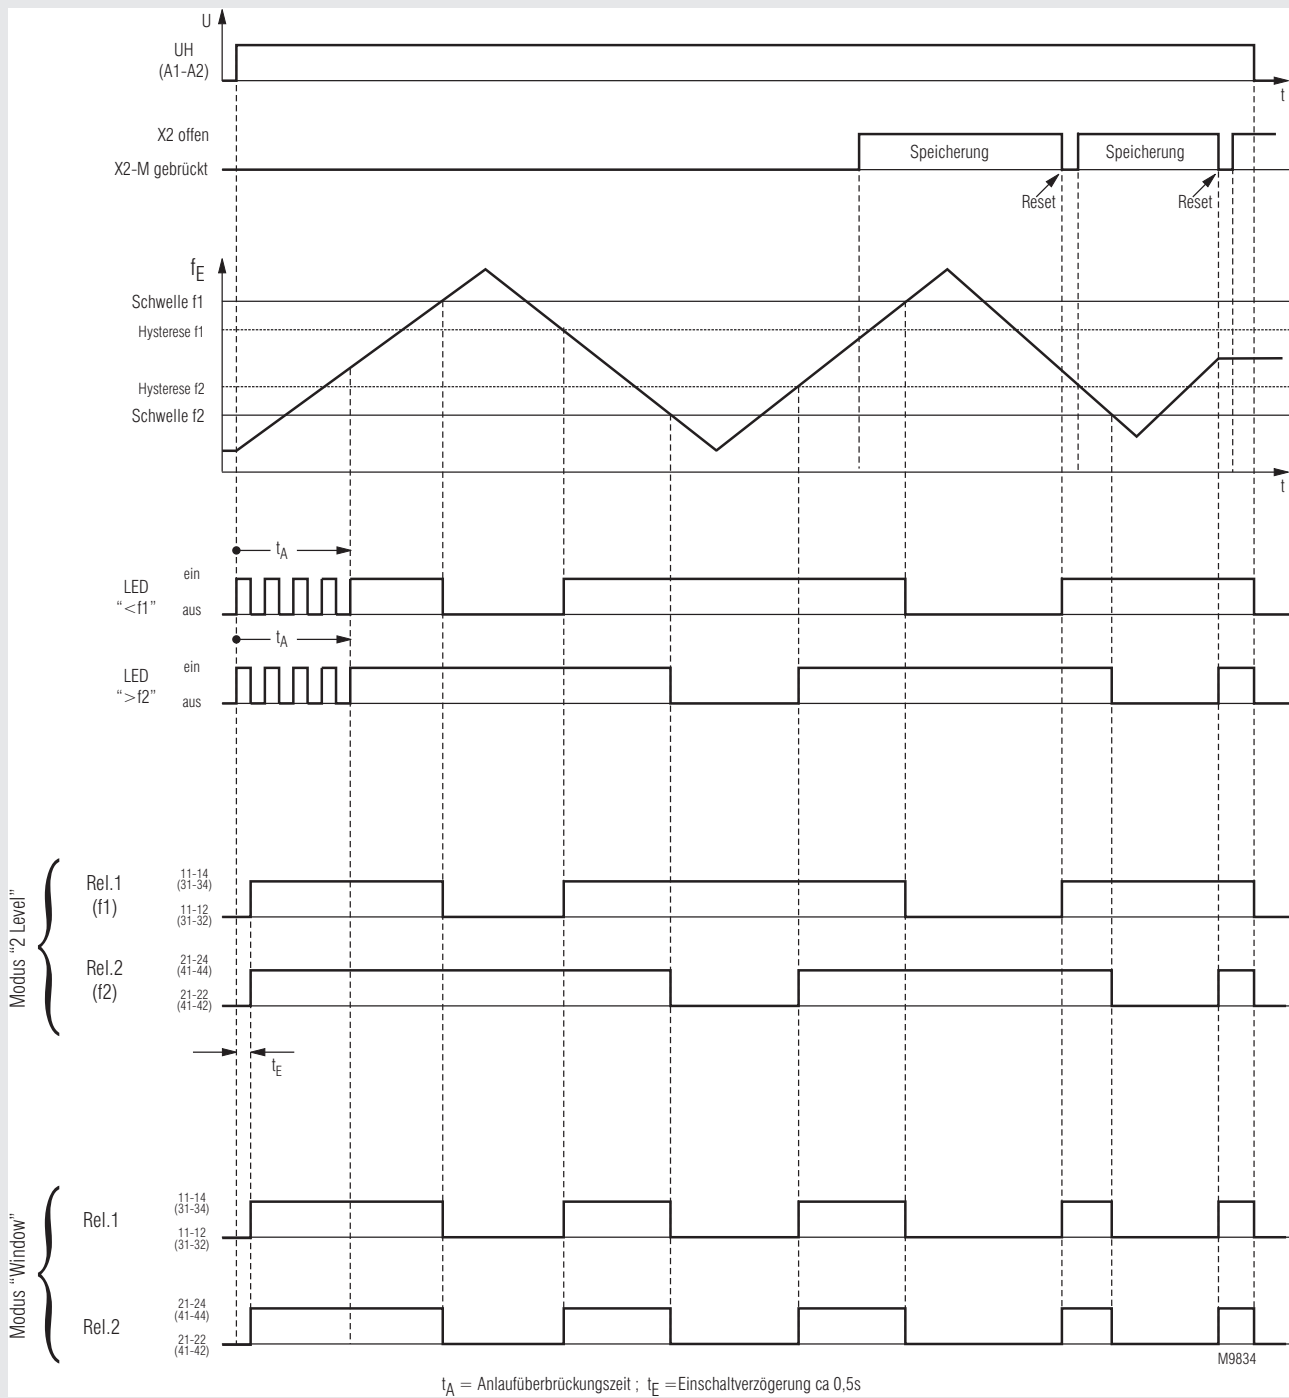 U
UH
(A1-A2)
t
X2 offen
Speicherung
Speicherung
X2-M gebrückt
Reset
Reset
fE
Schwelle f1
Hysterese f1
Hysterese f2
Schwelle f2
t
tA
LED
“<f1”
ein
aus
tA
LED
“>f2”
ein
aus
Modus “2 Level”
Rel.1
(f1)
11-14
(31-34)
11-12
(31-32)
Rel.2
(f2)
21-24
(41-44)
21-22
(41-42)
tE
Modus “Window”
Rel.1
11-14
(31-34)
11-12
(31-32)
Rel.2
21-24
(41-44)
21-22
(41-42)
M9834
tA = Anlaufüberbrückungszeit ; tE =Einschaltverzögerung ca 0,5s